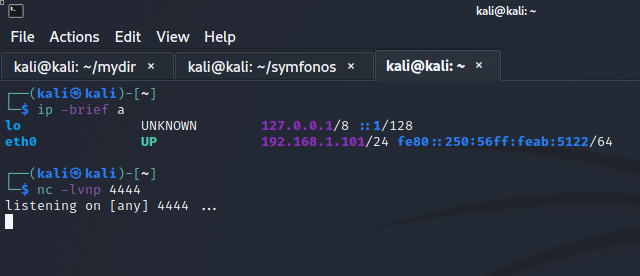 kali@kali: ~
File Actions Edit View Help
kali@kali: ~/mydir × kali@kali: ~/symfonos × kali@kali: ~ ×
┌──(kali㉿kali)-[~]
└─$ ip -brief a
lo UNKNOWN 127.0.0.1/8 ::1/128
eth0 UP 192.168.1.101/24 fe80::250:56ff:feab:5122/64
┌──(kali㉿kali)-[~]
└─$ nc -lvnp 4444
listening on [any] 4444 ...